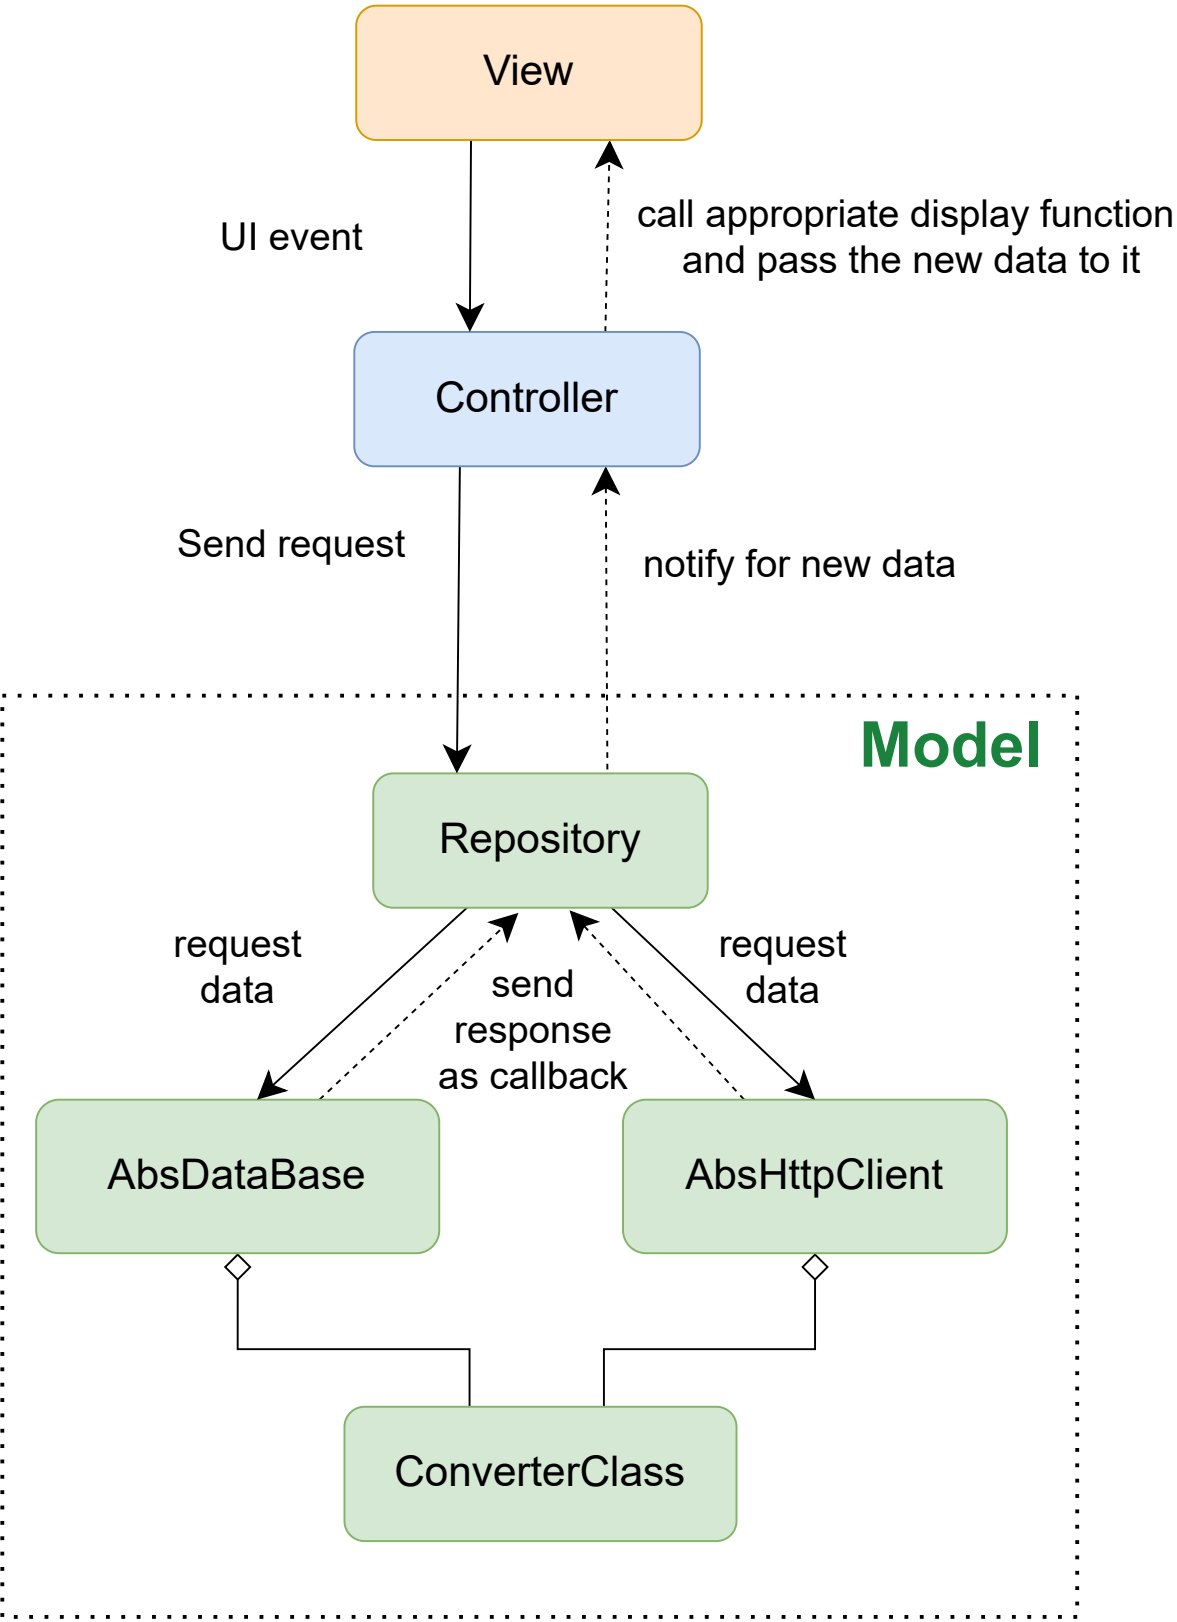 View
UI event
call appropriate display function
and pass the new data to it
Controller
Send request
notify for new data
Model
Repository
request
data
send
response
as callback
request
data
AbsDataBase
AbsHttpClient
ConverterClass